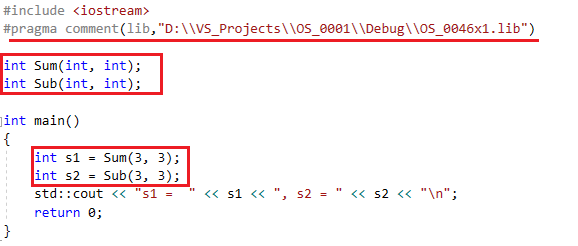 #include <iostream>
#pragma comment(lib,"D:\\VS_Projects\\OS_0001\\Debug\\OS_0046x1.lib")
int Sum(int, int);
int Sub(int, int);
int main()
{
int s1 = Sum(3, 3);
int s2 = Sub(3, 3);
std::cout << "s1 =  " << s1 << ", s2 = " << s2 << "\n";
return 0;
}